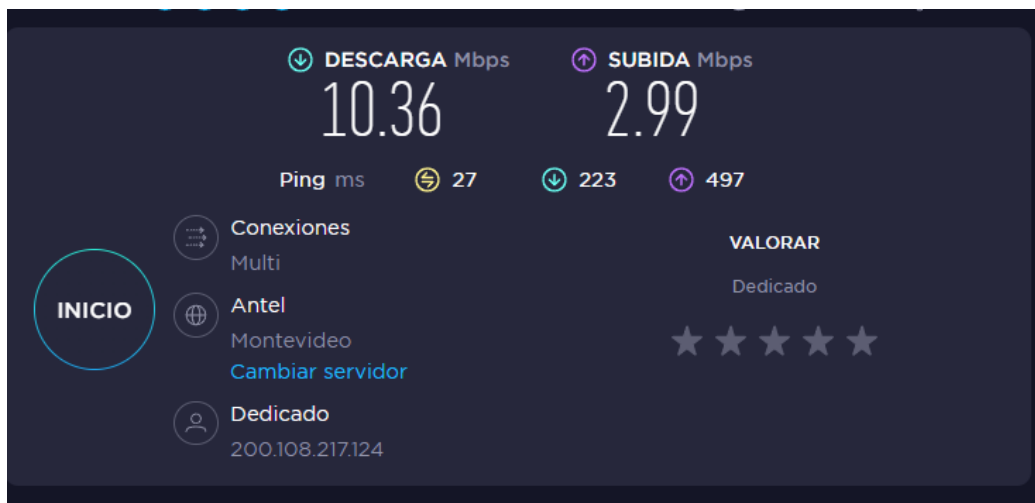 DESCARGA Mbps SUBIDA Mbps
10.36 2.99
Ping ms 27 223 497
Conexiones
Multi
VALORAR
Dedicado
INICIO
Antel
Montevideo
Cambiar servidor
Dedicado
200.108.217.124